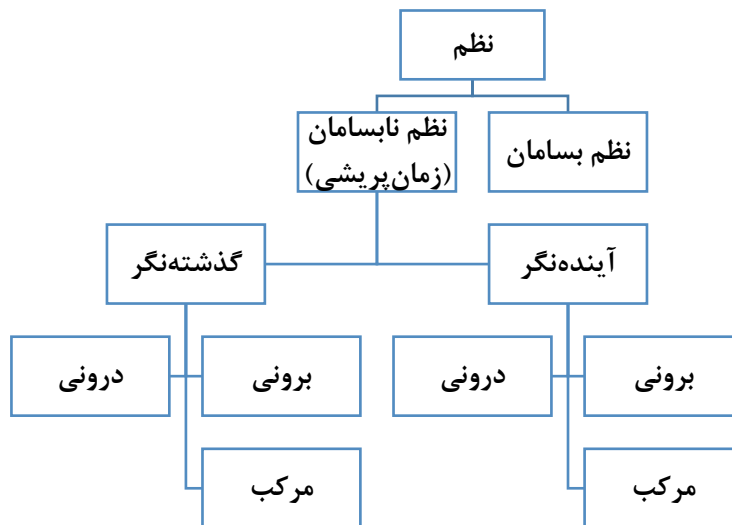 نظم
نظم بسامان
نظم نابسامان
(زمان‌پریشی)
آینده‌نگر
گذشته‌نگر
برونی
درونی
برونی
درونی
مرکب
مرکب